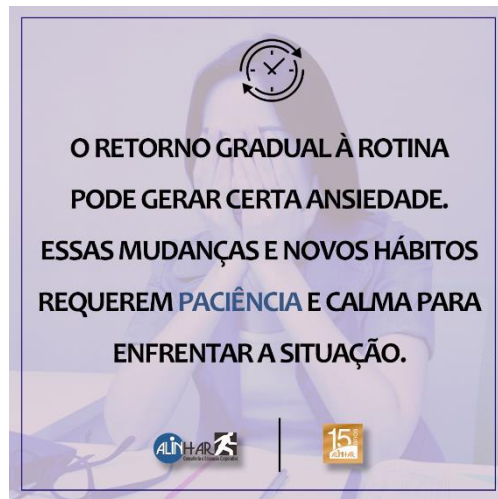 O RETORNO GRADUAL À ROTINA
PODE GERAR CERTA ANSIEDADE.
ESSAS MUDANÇAS E NOVOS HÁBITOS
REQUEREM PACIÊNCIA E CALMA PARA
ENFRENTAR A SITUAÇÃO.
ALINHAR
15